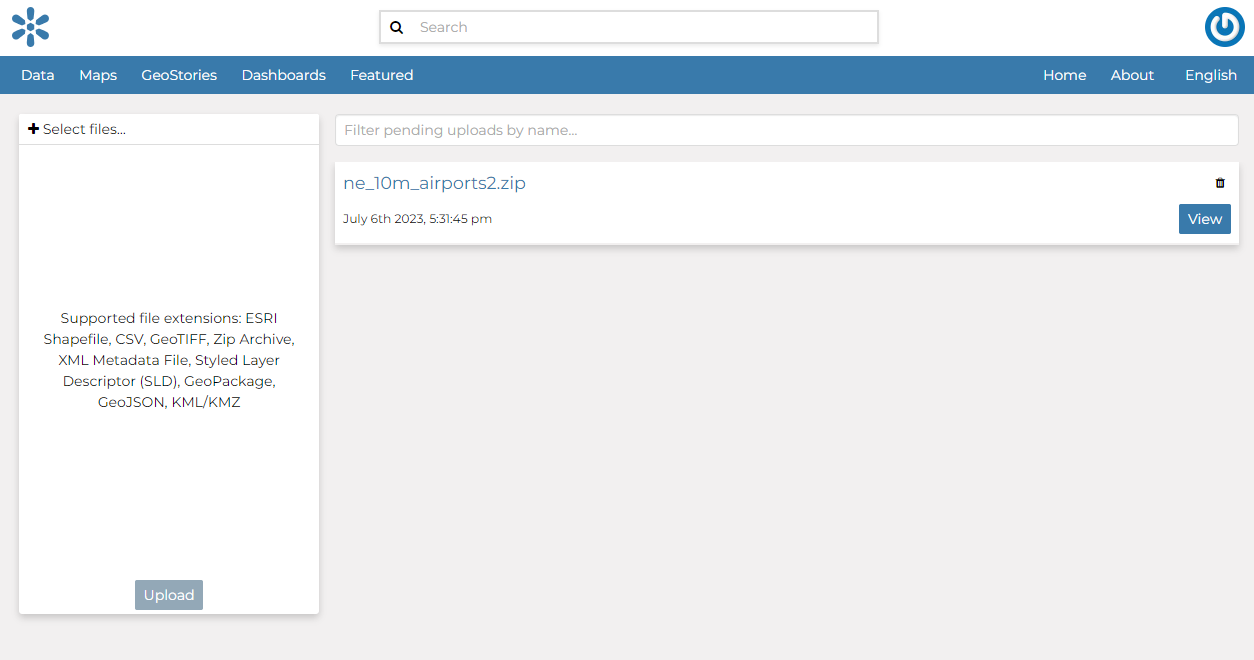 Search
Data Maps GeoStories Dashboards Featured Home About English
Select files...
Filter pending uploads by name...
ne_10m_airports2.zip
July 6th 2023, 5:31:45 pm
View
Supported file extensions: ESRI
Shapefile, CSV, GeoTIFF, Zip Archive,
XML Metadata File, Styled Layer
Descriptor (SLD), GeoPackage,
GeoJSON, KML/KMZ
Upload